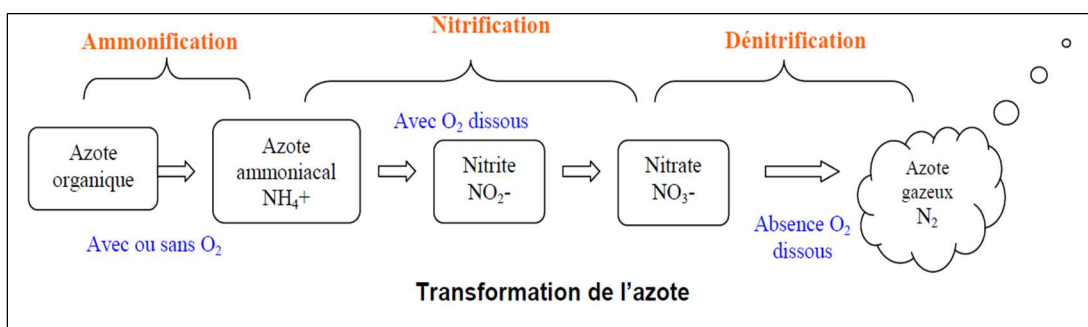 Ammonification
Nitrification
Dénitrification
Azote
organique
Avec ou sans O₂
Azote
ammoniacal
NH₄+
Avec O₂ dissous
Nitrite
NO₂-
Nitrate
NO₃-
Absence O₂
dissous
Azote
gazeux
N₂
Transformation de l'azote